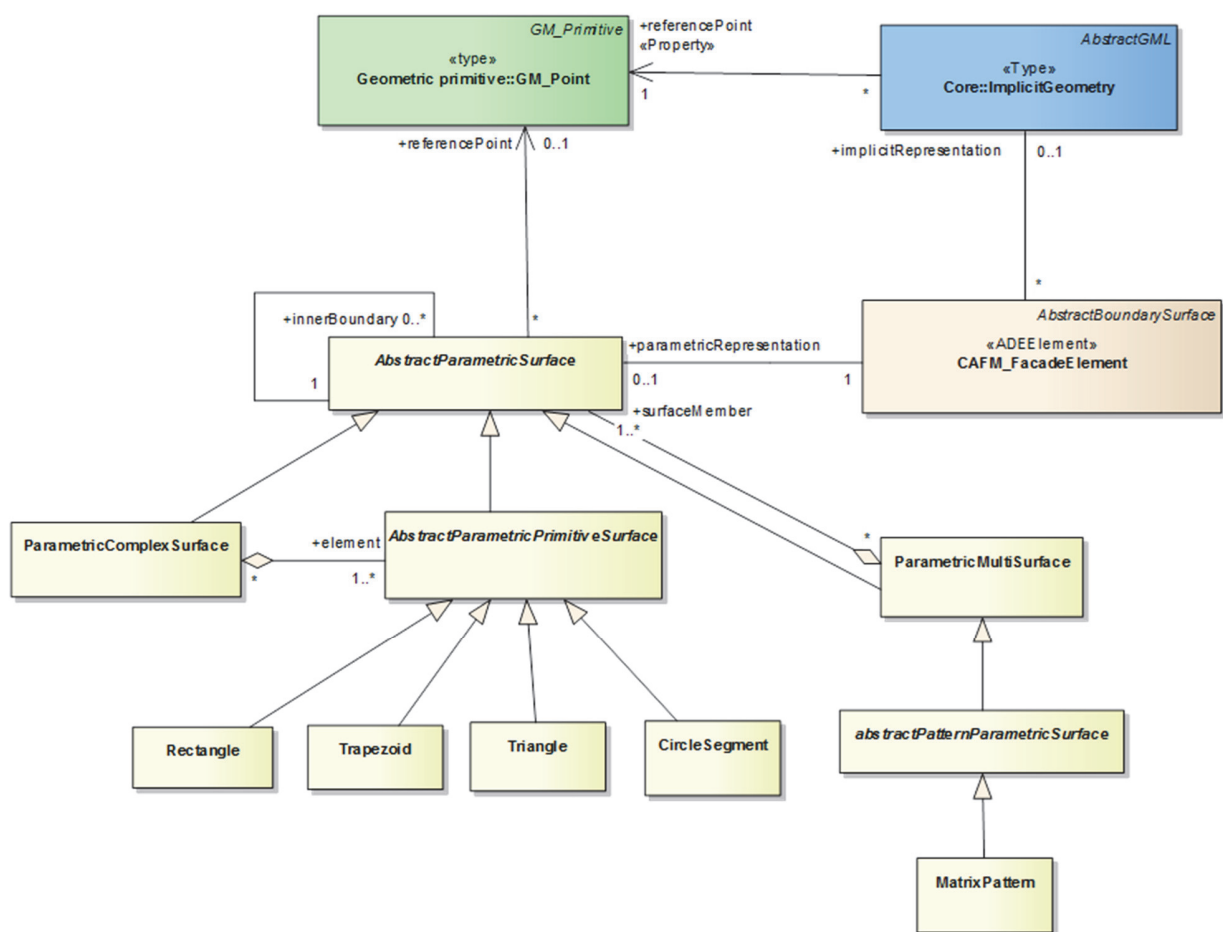 GM_Primitive
«type»
Geometric primitive::GM_Point
+referencePoint
«Property»
1
*
AbstractGML
«Type»
Core::ImplicitGeometry
+referencePoint
0..1
+implicitRepresentation
0..1
+innerBoundary 0..*
*
*
AbstractParametricSurface
1
+parametricRepresentation
0..1
1
AbstractBoundarySurface
«ADEElement»
CAFM_FacadeElement
+surfaceMember
1..*
ParametricComplexSurface
*
+element
1..*
AbstractParametricPrimitiveSurface
*
ParametricMultiSurface
Rectangle
Trapezoid
Triangle
CircleSegment
abstractPatternParametricSurface
MatrixPattern